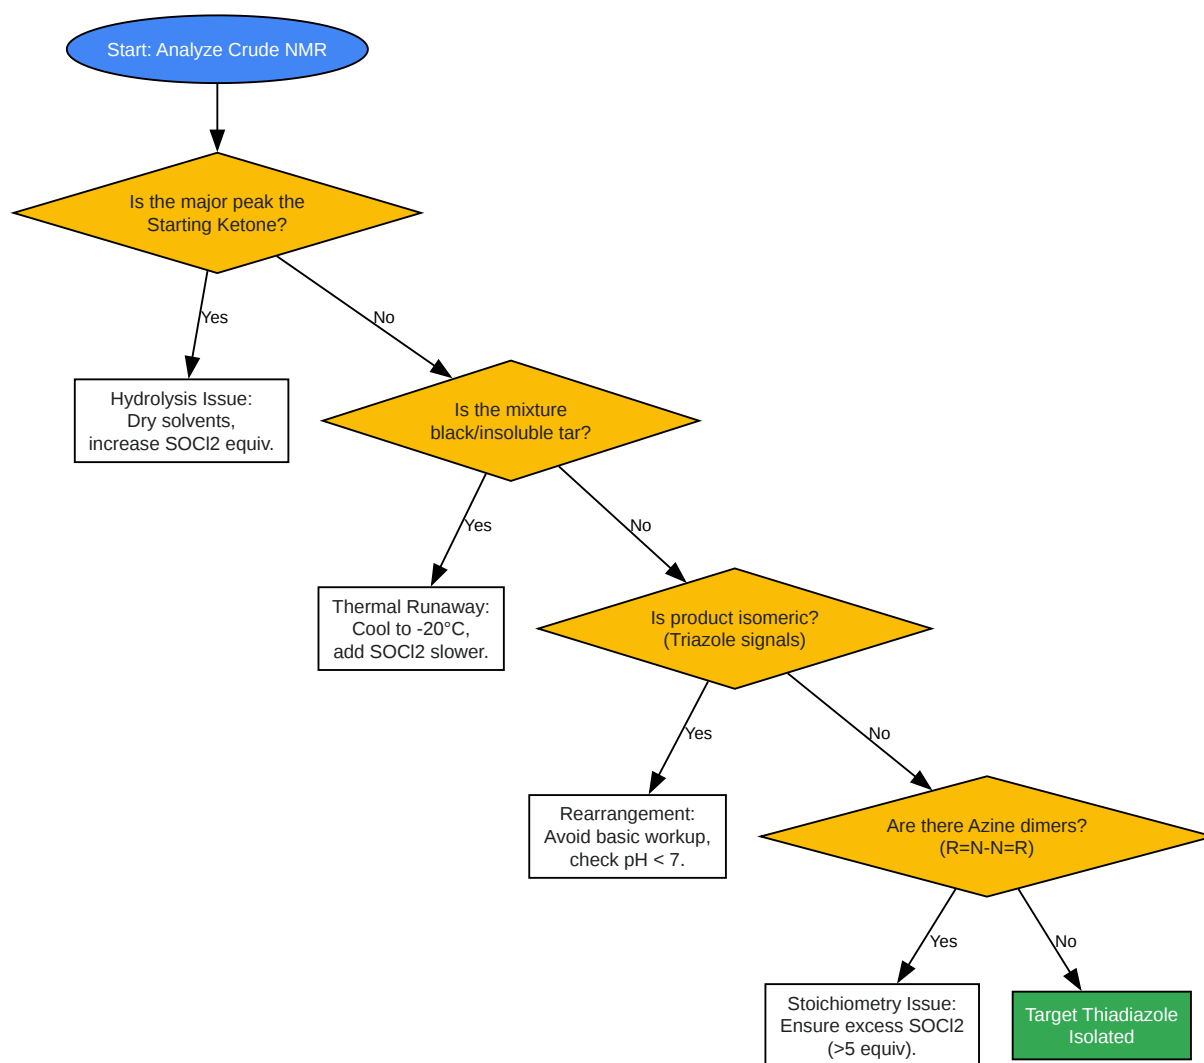 Start: Analyze Crude NMR
Is the major peak the
Starting Ketone?
Yes
No
Hydrolysis Issue:
Dry solvents,
increase SOCl2 equiv.
Is the mixture
black/insoluble tar?
Yes
No
Thermal Runaway:
Cool to -20°C,
add SOCl2 slower.
Is product isomeric?
(Triazole signals)
Yes
No
Rearrangement:
Avoid basic workup,
check pH < 7.
Are there Azine dimers?
(R=N-N=R)
Yes
No
Stoichiometry Issue:
Ensure excess SOCl2
(>5 equiv).
Target Thiadiazole
Isolated